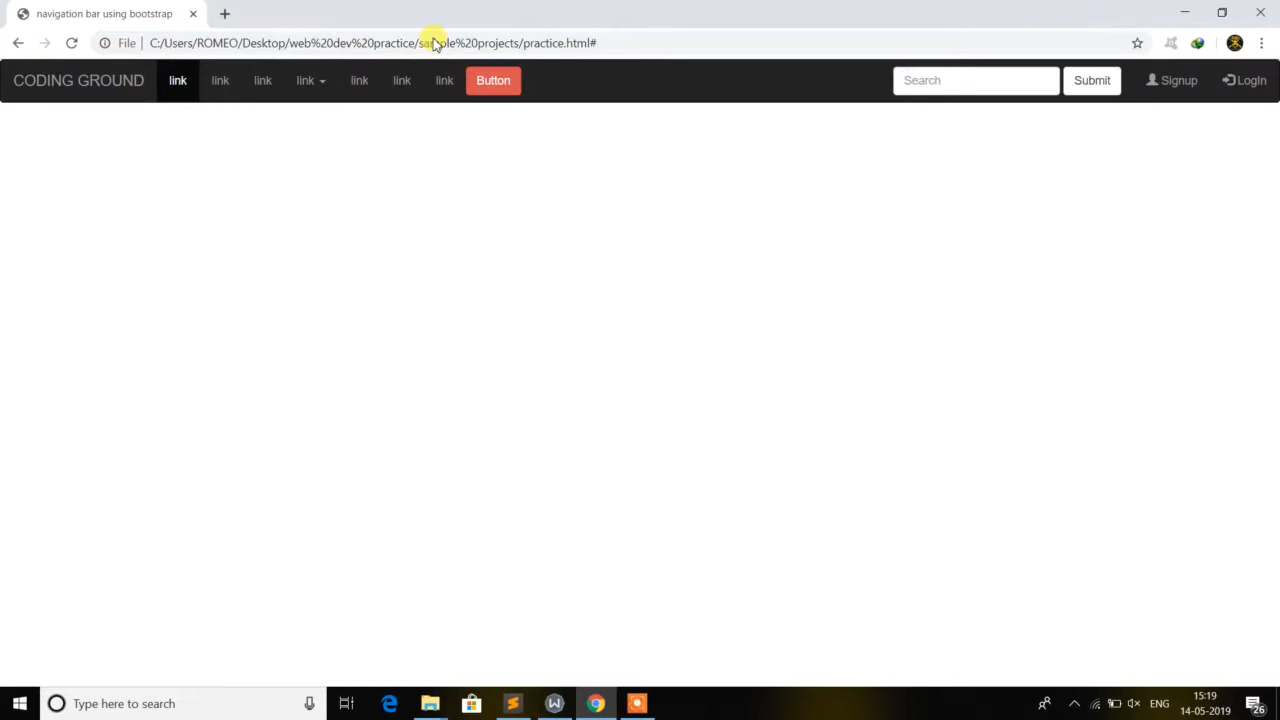 navigation bar using bootstrap
File C:/Users/ROMEO/Desktop/web%20dev%20practice/sample%20projects/practice.html#
CODING GROUND link link link link link link link Button Search Submit Signup LogIn
Type here to search
ENG 15:19
14-05-2019 26